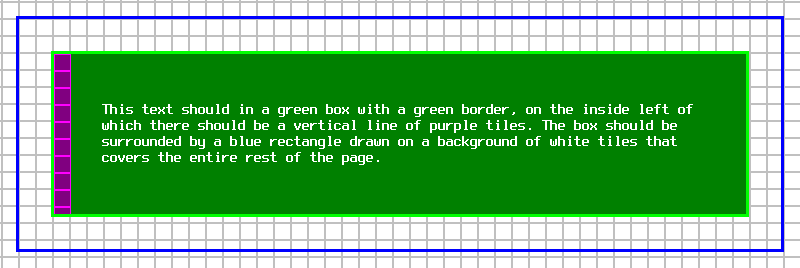 This text should in a green box with a green border, on the inside left of
which there should be a vertical line of purple tiles. The box should be
surrounded by a blue rectangle drawn on a background of white tiles that
covers the entire rest of the page.